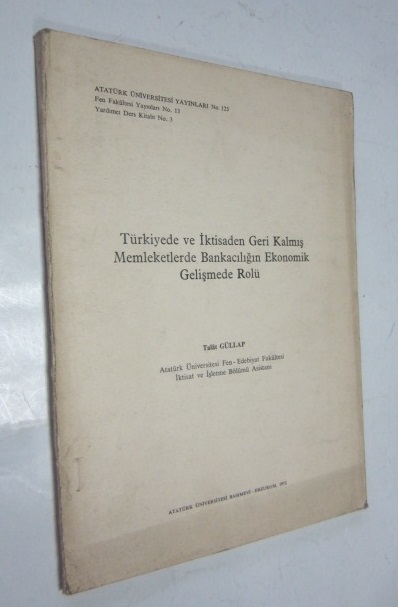 ATATÜRK ÜNİVERSİTESİ YAYINLARI No. 125
Fen Fakültesi Yayınları No. 13
Yardımcı Ders Kitabı No. 3
Türkiyede ve İktisaden Geri Kalmış
Memleketlerde Bankacılığın Ekonomik
Gelişmede Rolü
Talât GÜLLAP
Atatürk Üniversitesi Fen - Edebiyat Fakültesi
İktisat ve İşletme Bölümü Asistanı
ATATÜRK ÜNİVERSİTESİ BASIMEVİ - ERZURUM,